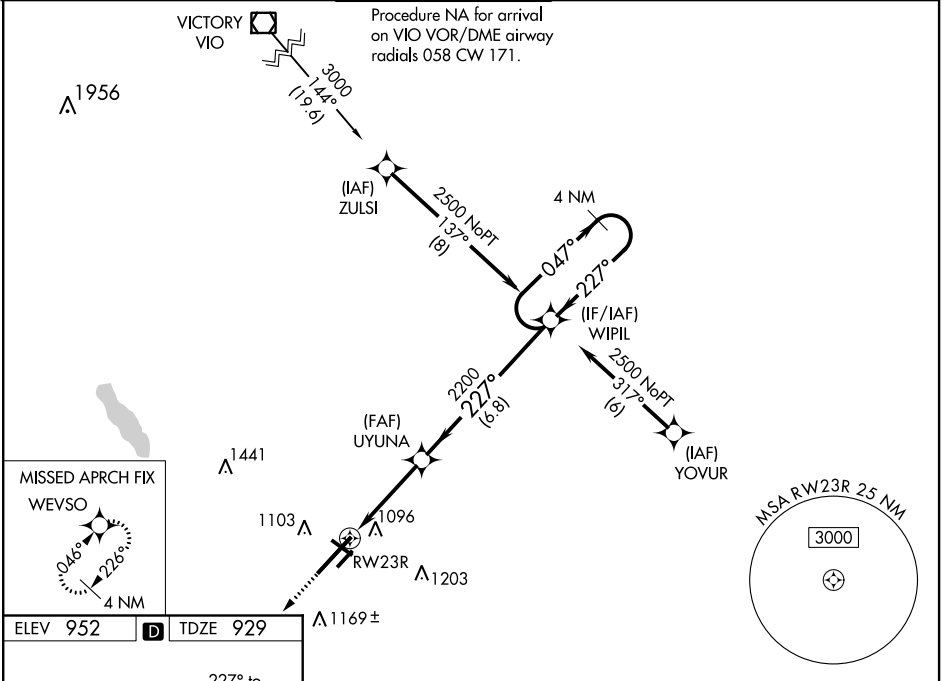 Procedure NA for arrival
on VIO VOR/DME airway
radials 058 CW 171.
VICTORY
VIO
3000
144°
(19.6)
1956
(IAF)
ZULSI
2500 NoPT
137°
(8)
4 NM
047°
227°
(IF/IAF)
WIPIL
2500 NoPT
317°
(6)
(IAF)
YOVUR
2200
227°
(6.8)
(FAF)
UYUNA
1441
MISSED APRCH FIX
WEVSO
046°
226°
4 NM
1103
1096
RW23R
1203
1169 ±
MSA RW23R 25 NM
3000
ELEV 952 D TDZE 929
227° to